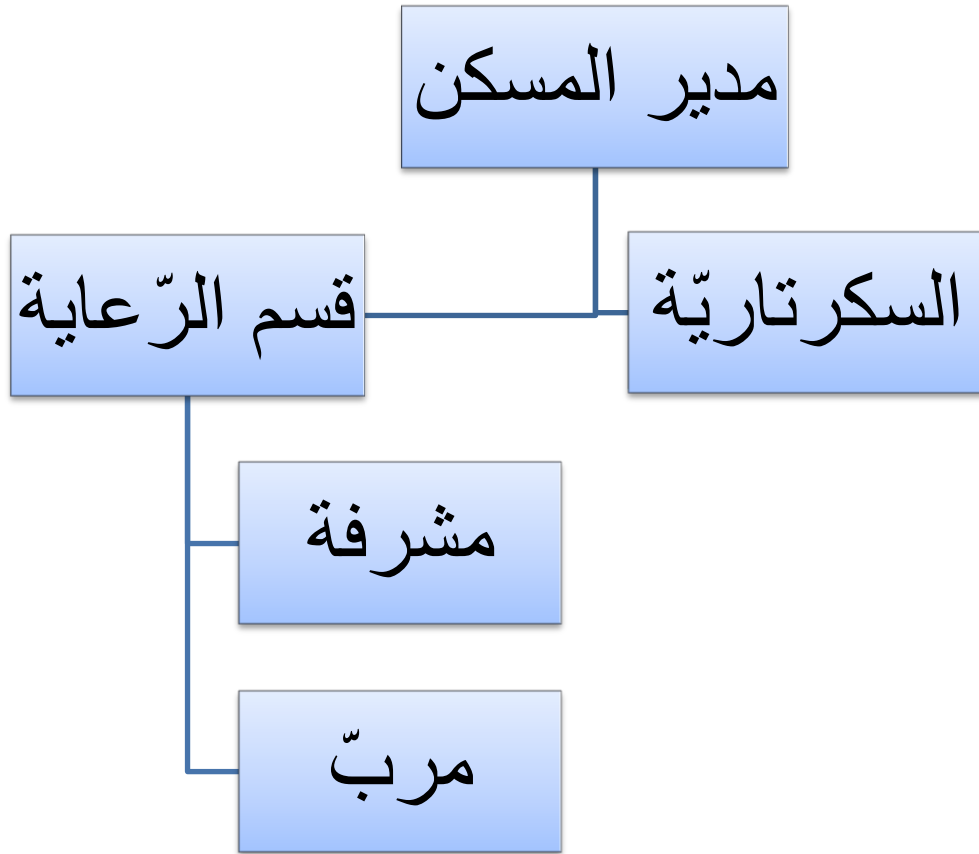 مدير المسكن
السكرتاريّة
قسم الرّعاية
مشرفة
مربّ